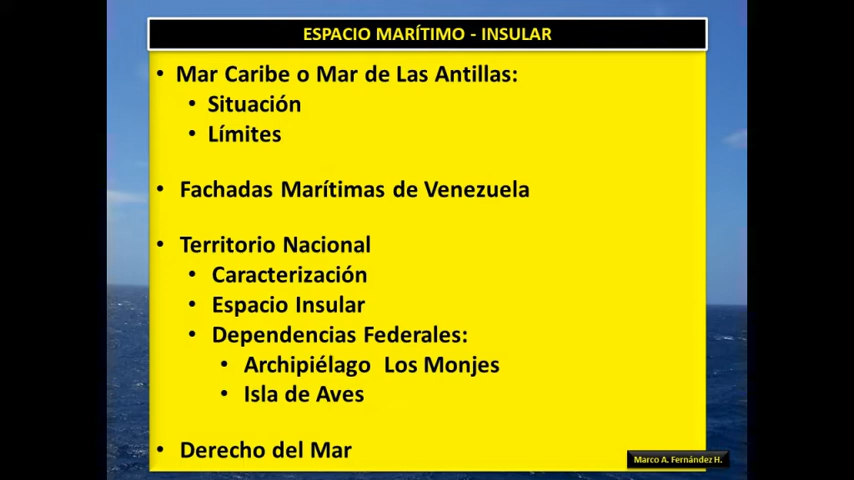 ESPACIO MARÍTIMO - INSULAR
• Mar Caribe o Mar de Las Antillas:
• Situación
• Límites
• Fachadas Marítimas de Venezuela
• Territorio Nacional
• Caracterización
• Espacio Insular
• Dependencias Federales:
• Archipiélago Los Monjes
• Isla de Aves
• Derecho del Mar
Marco A. Fernández H.